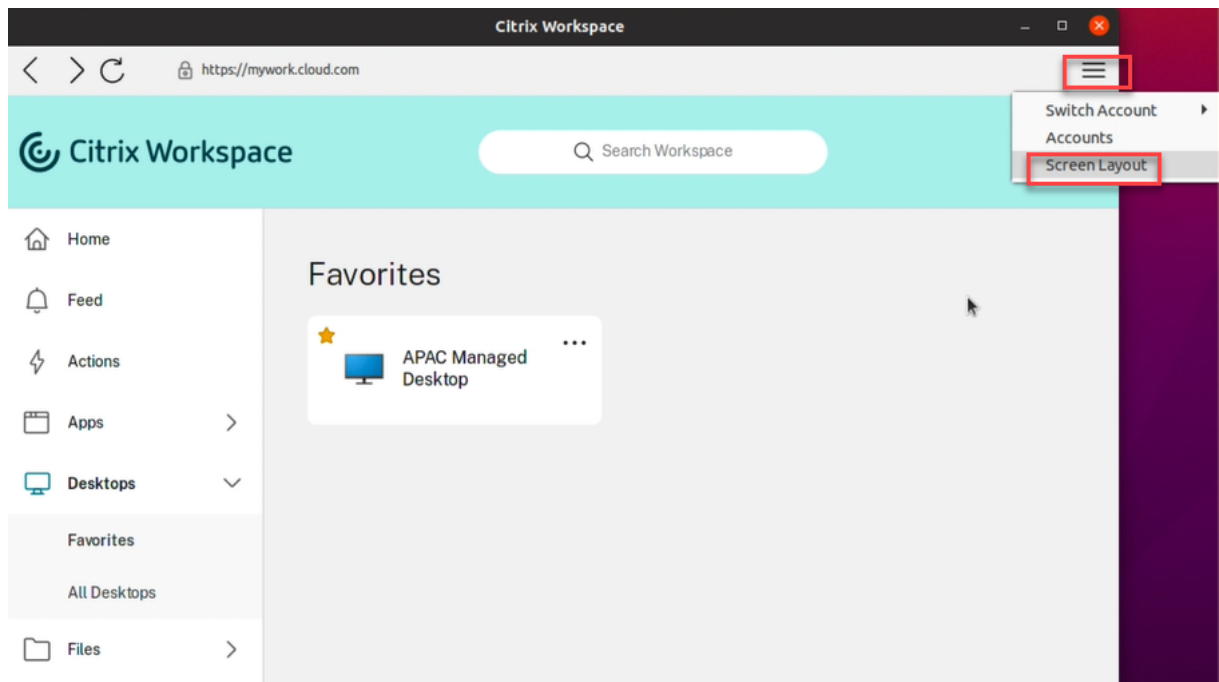 Citrix Workspace
https://mywork.cloud.com
Switch Account
Accounts
Screen Layout
Citrix Workspace
Search Workspace
Home
Feed
Actions
Apps
Desktops
Favorites
All Desktops
Files
Favorites
APAC Managed
Desktop